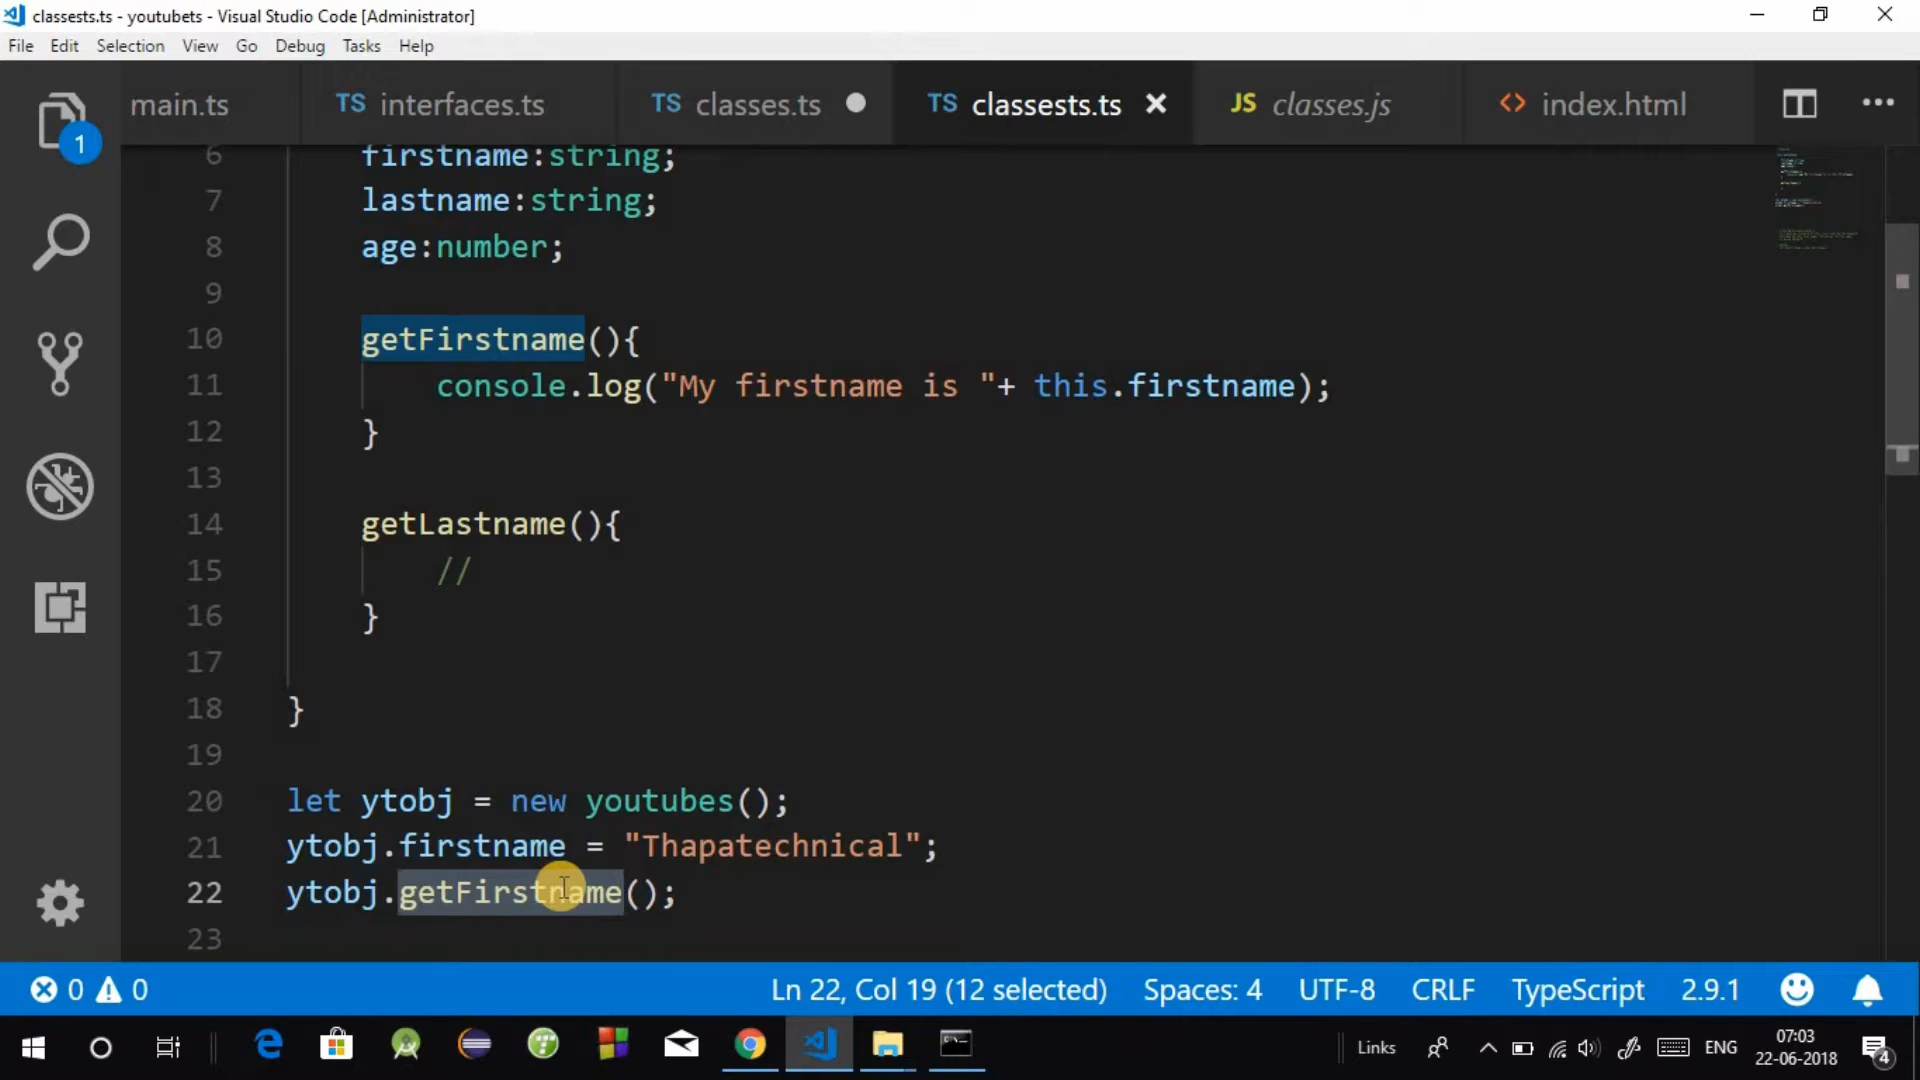 classests.ts - youtubets - Visual Studio Code [Administrator]
File Edit Selection View Go Debug Tasks Help
main.ts TS interfaces.ts TS classes.ts TS classests.ts JS classes.js index.html
1
6 firstname:string;
7 lastname:string;
8 age:number;
9
10 getFirstname(){
11 console.log("My firstname is "+ this.firstname);
12 }
13
14 getLastname(){
15 //
16 }
17
18 }
19
20 let ytobj = new youtubes();
21 ytobj.firstname = "Thapatechnical";
22 ytobj.getFirstname();
23
0 0 Ln 22, Col 19 (12 selected) Spaces: 4 UTF-8 CRLF TypeScript 2.9.1
Links ENG 07:03
22-06-2018 4